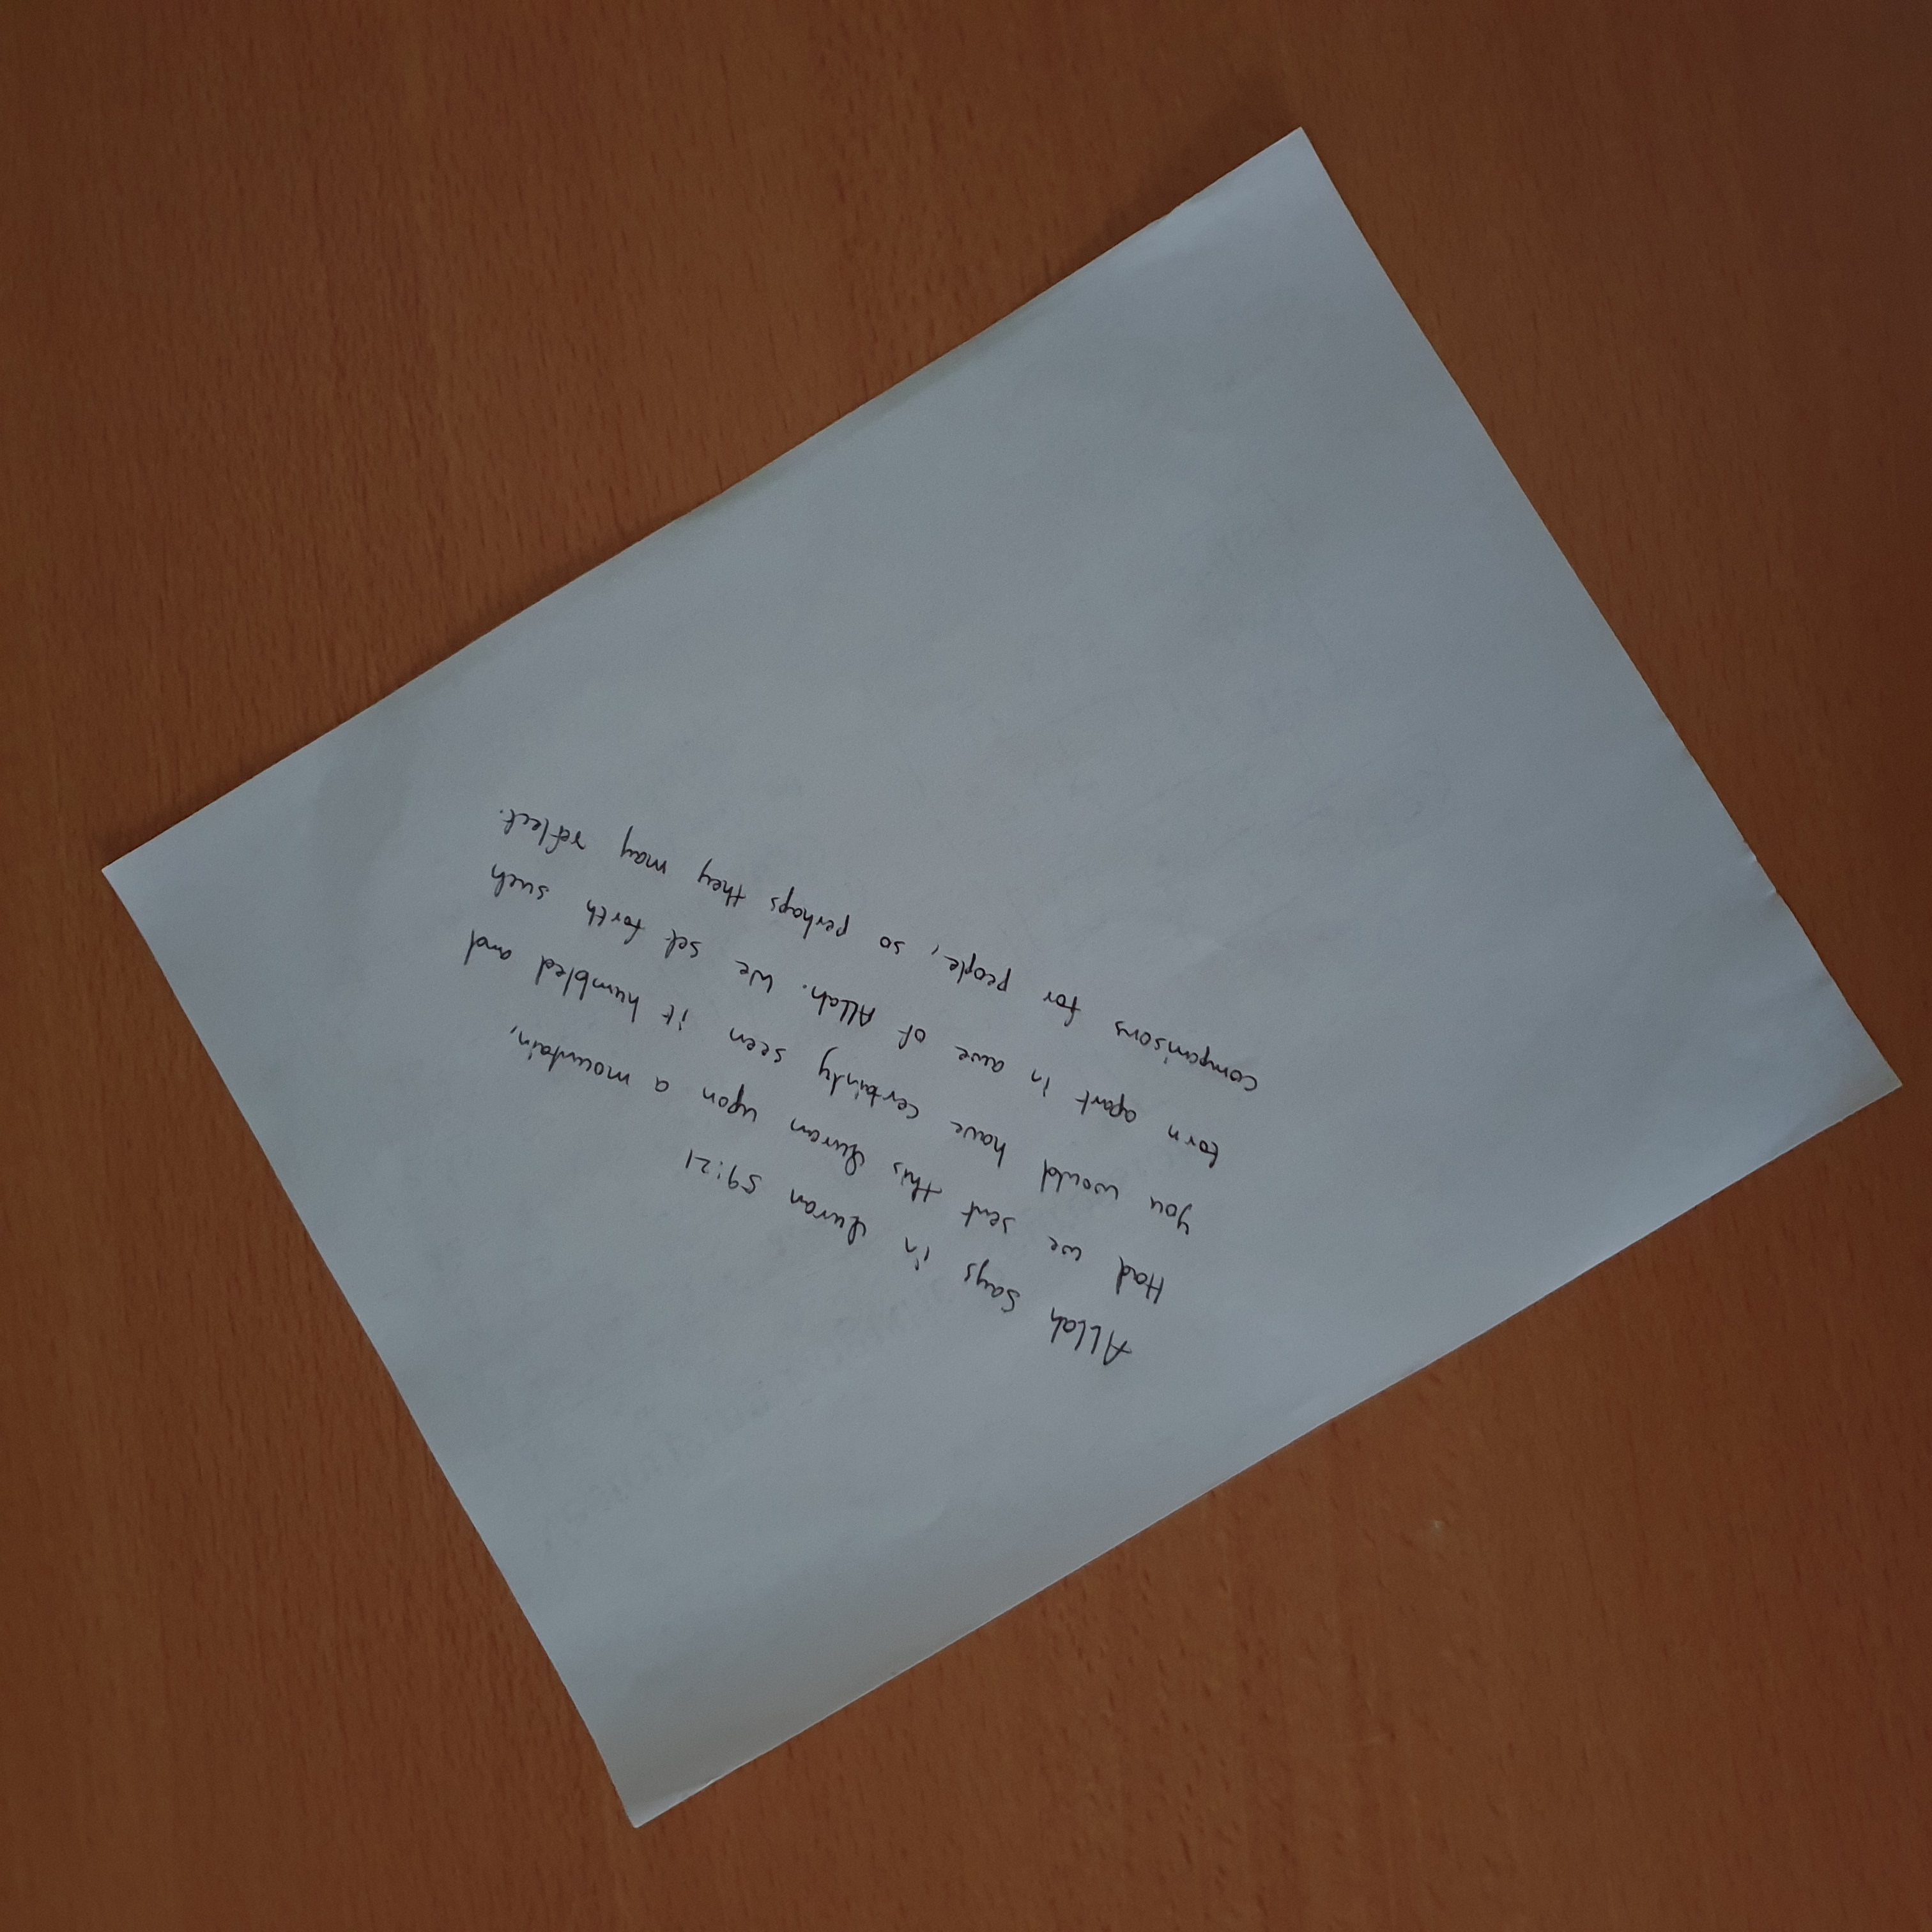 Allah says in Quran 59:21
Had we sent this Quran upon a mountain,
you would have certainly seen it humbled and
torn apart in awe of Allah. We set forth such
comparisons for people, so perhaps they may reflect.